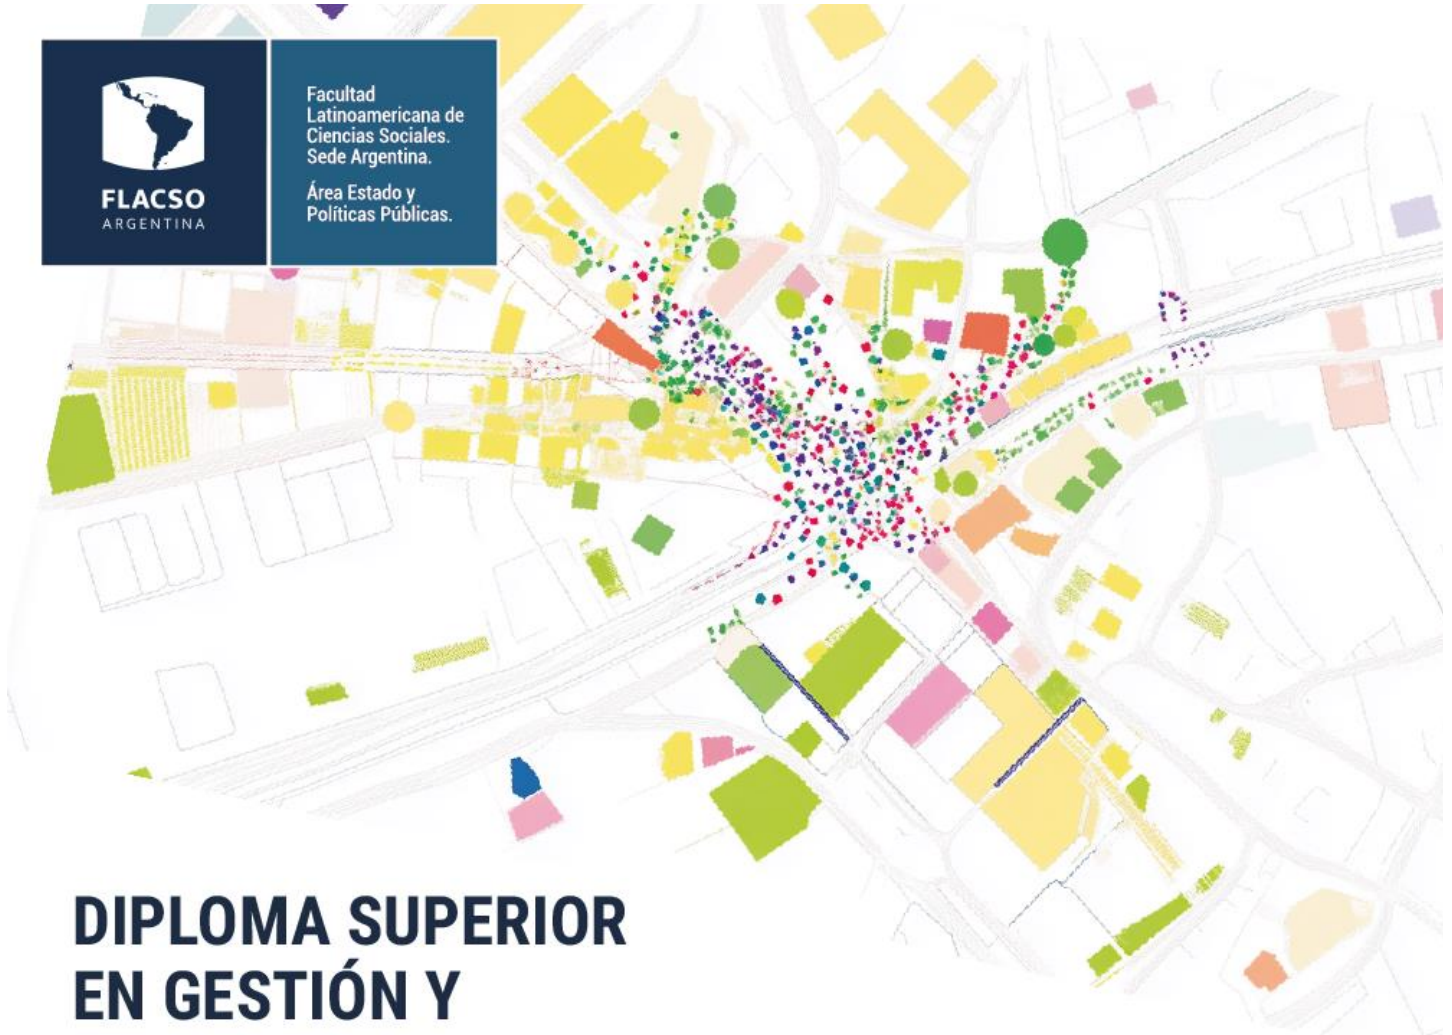 FLACSO
ARGENTINA
Facultad
Latinoamericana de
Ciencias Sociales.
Sede Argentina.
Área Estado y
Políticas Públicas.
DIPLOMA SUPERIOR
EN GESTIÓN Y